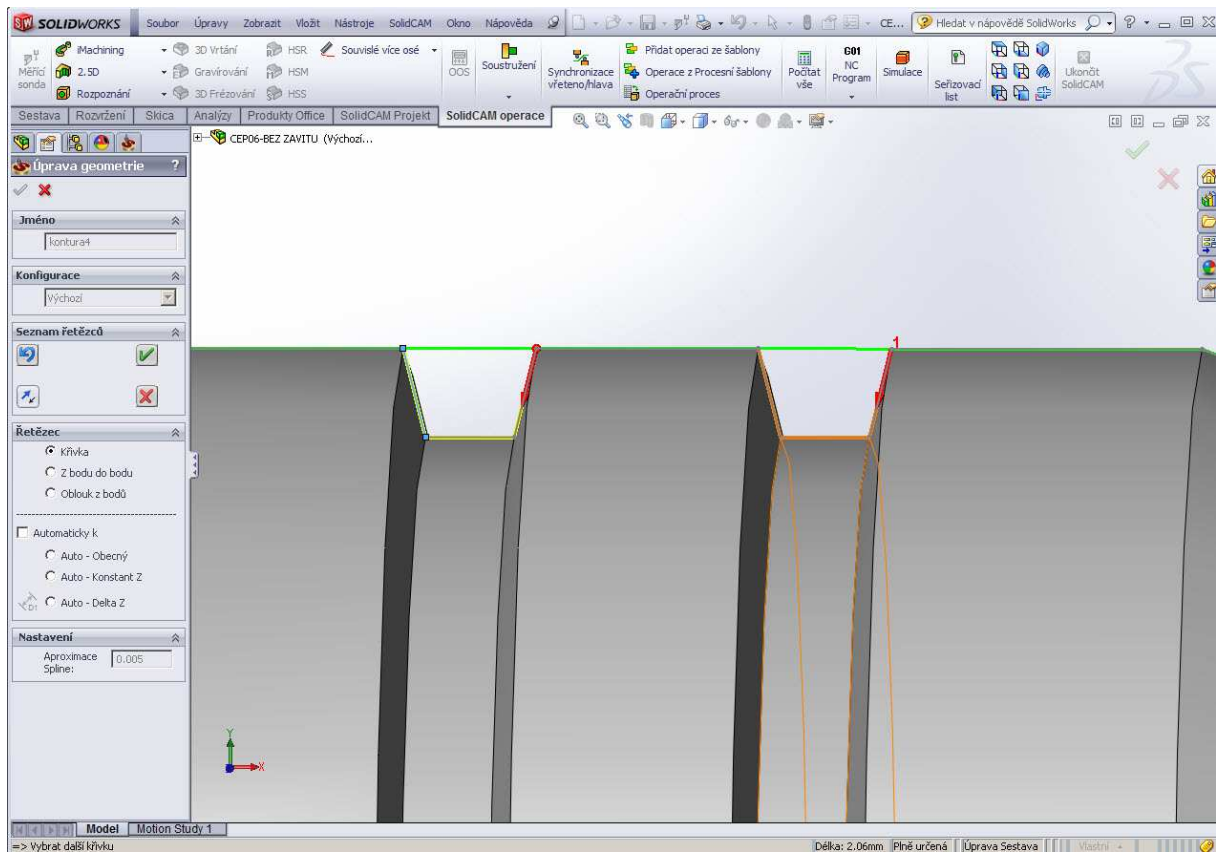 SOLIDWORKS Soubor Úpravy Zobrazit Vložit Nástroje SolidCAM Okno Nápověda CE... Hledat v nápovědě SolidWorks
Měřící sonda
iMachining
2.5D
Rozpoznání
3D Vrtání
Gravírování
3D Frézování
HSR
HSM
HSS
Souvislé více osé
OOS
Soustružení
Synchronizace vřeteno/hlava
Přidat operaci ze šablony
Operace z Procesní šablony
Operační proces
Počítat vše
G01
NC Program
Simulace
Seřizovací list
Ukončit SolidCAM
Sestava Rozvržení Skica Analýzy Produkty Office SolidCAM Projekt SolidCAM operace
CEP06-BEZ ZAVITU (Výchozí...
Úprava geometrie ?
Jméno
kontura4
Konfigurace
Výchozí
Seznam řetězců
Řetězec
Křivka
Z bodu do bodu
Oblouk z bodů
Automaticky k
Auto - Obecný
Auto - Konstant Z
Auto - Delta Z
Nastavení
Aproximace
Spline:
0.005
1
Y
X
Model Motion Study 1
=> Vybrat další křivku Délka: 2.06mm Plně určená Úprava Sestava Vlastní